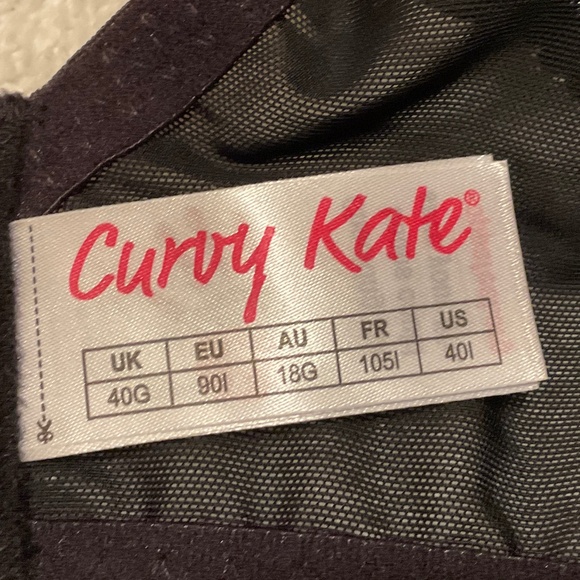 Curvy Kate®
UK EU AU FR US
40G 90I 18G 105I 40I